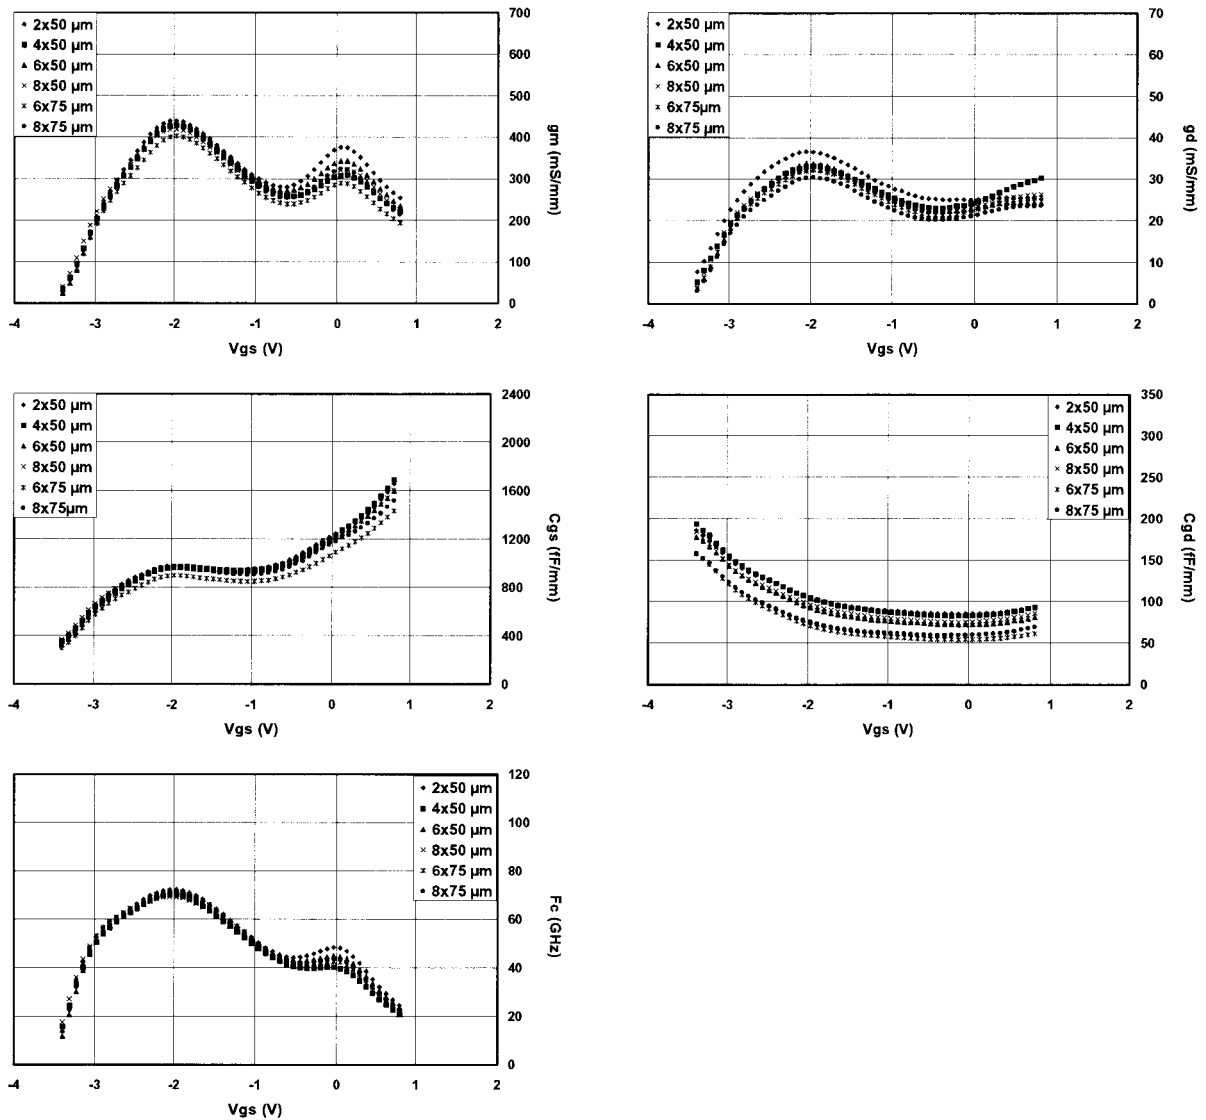 2x50 µm
4x50 µm
6x50 µm
8x50 µm
6x75 µm
8x75 µm
700
600
500
400
300
200
100
0
gm (mS/mm)
-4 -3 -2 -1 0 1 2
Vgs (V)
2x50 µm
4x50 µm
6x50 µm
8x50 µm
6x75 µm
8x75 µm
70
60
50
40
30
20
10
0
gd (mS/mm)
-4 -3 -2 -1 0 1 2
Vgs (V)
2x50 µm
4x50 µm
6x50 µm
8x50 µm
6x75 µm
8x75µm
2400
2000
1600
1200
800
400
0
Cgs (fF/mm)
-4 -3 -2 -1 0 1 2
Vgs (V)
2x50 µm
4x50 µm
6x50 µm
8x50 µm
6x75 µm
8x75 µm
350
300
250
200
150
100
50
0
Cgd (fF/mm)
-4 -3 -2 -1 0 1 2
Vgs (V)
2x50 µm
4x50 µm
6x50 µm
8x50 µm
6x75 µm
8x75 µm
120
100
80
60
40
20
0
Fc (GHz)
-4 -3 -2 -1 0 1 2
Vgs (V)